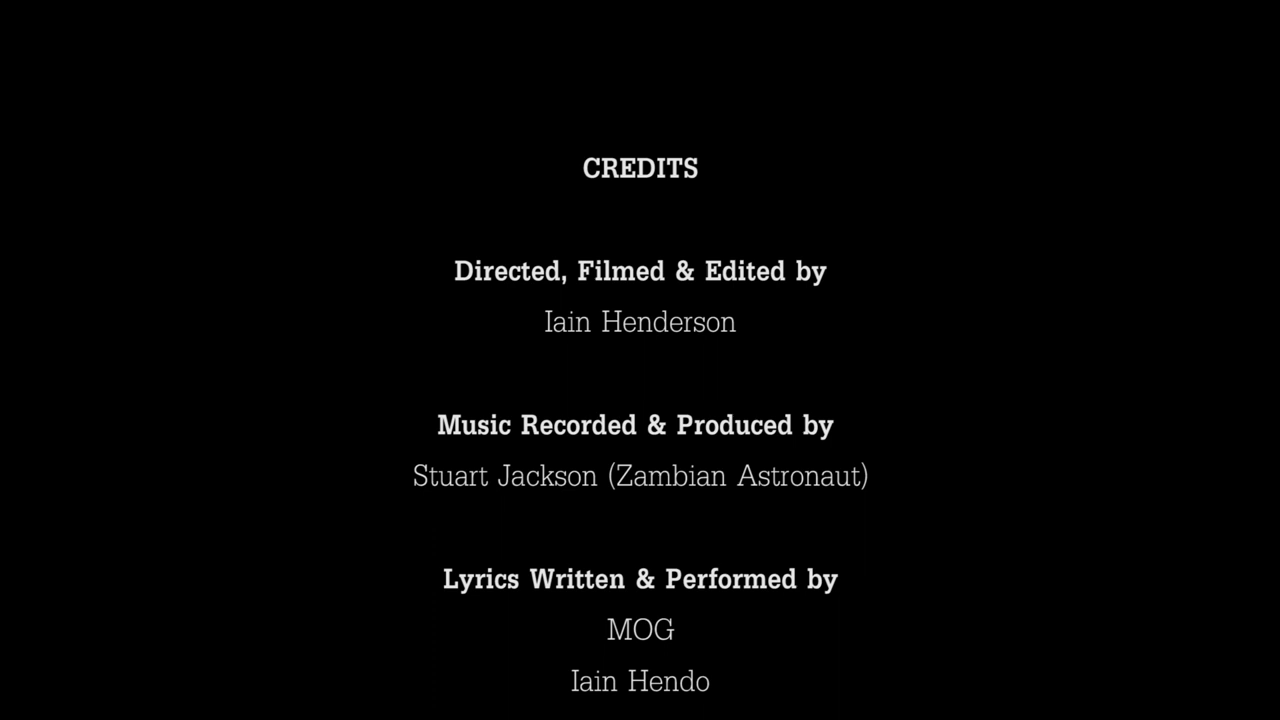 CREDITS
Directed, Filmed & Edited by
Iain Henderson
Music Recorded & Produced by
Stuart Jackson (Zambian Astronaut)
Lyrics Written & Performed by
MOG
Iain Hendo